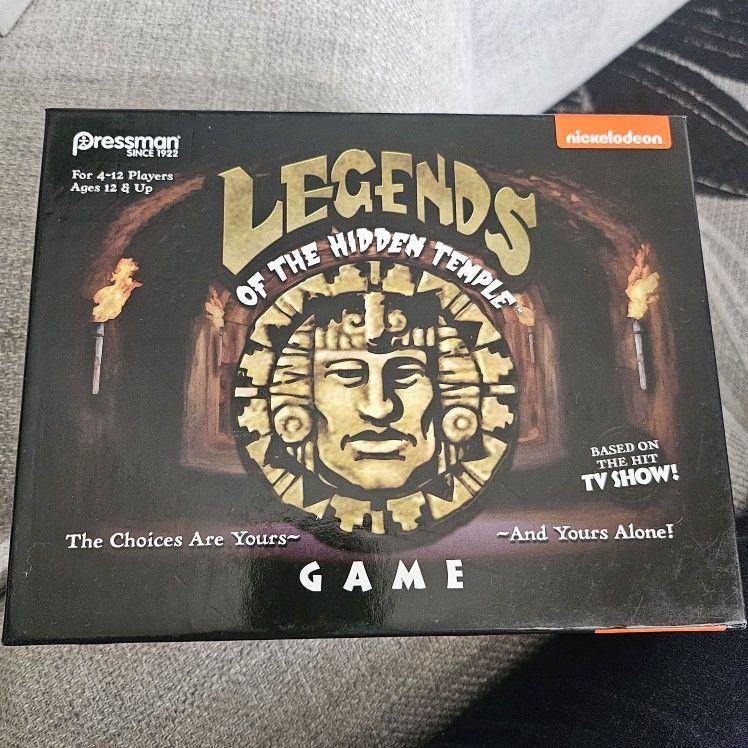 Pressman®
SINCE 1922
For 4-12 Players
Ages 12 & Up
nickelodeon
LEGENDS
OF THE HIDDEN TEMPLE™
BASED ON
THE HIT
TV SHOW!
The Choices Are Yours~
~And Yours Alone!
GAME